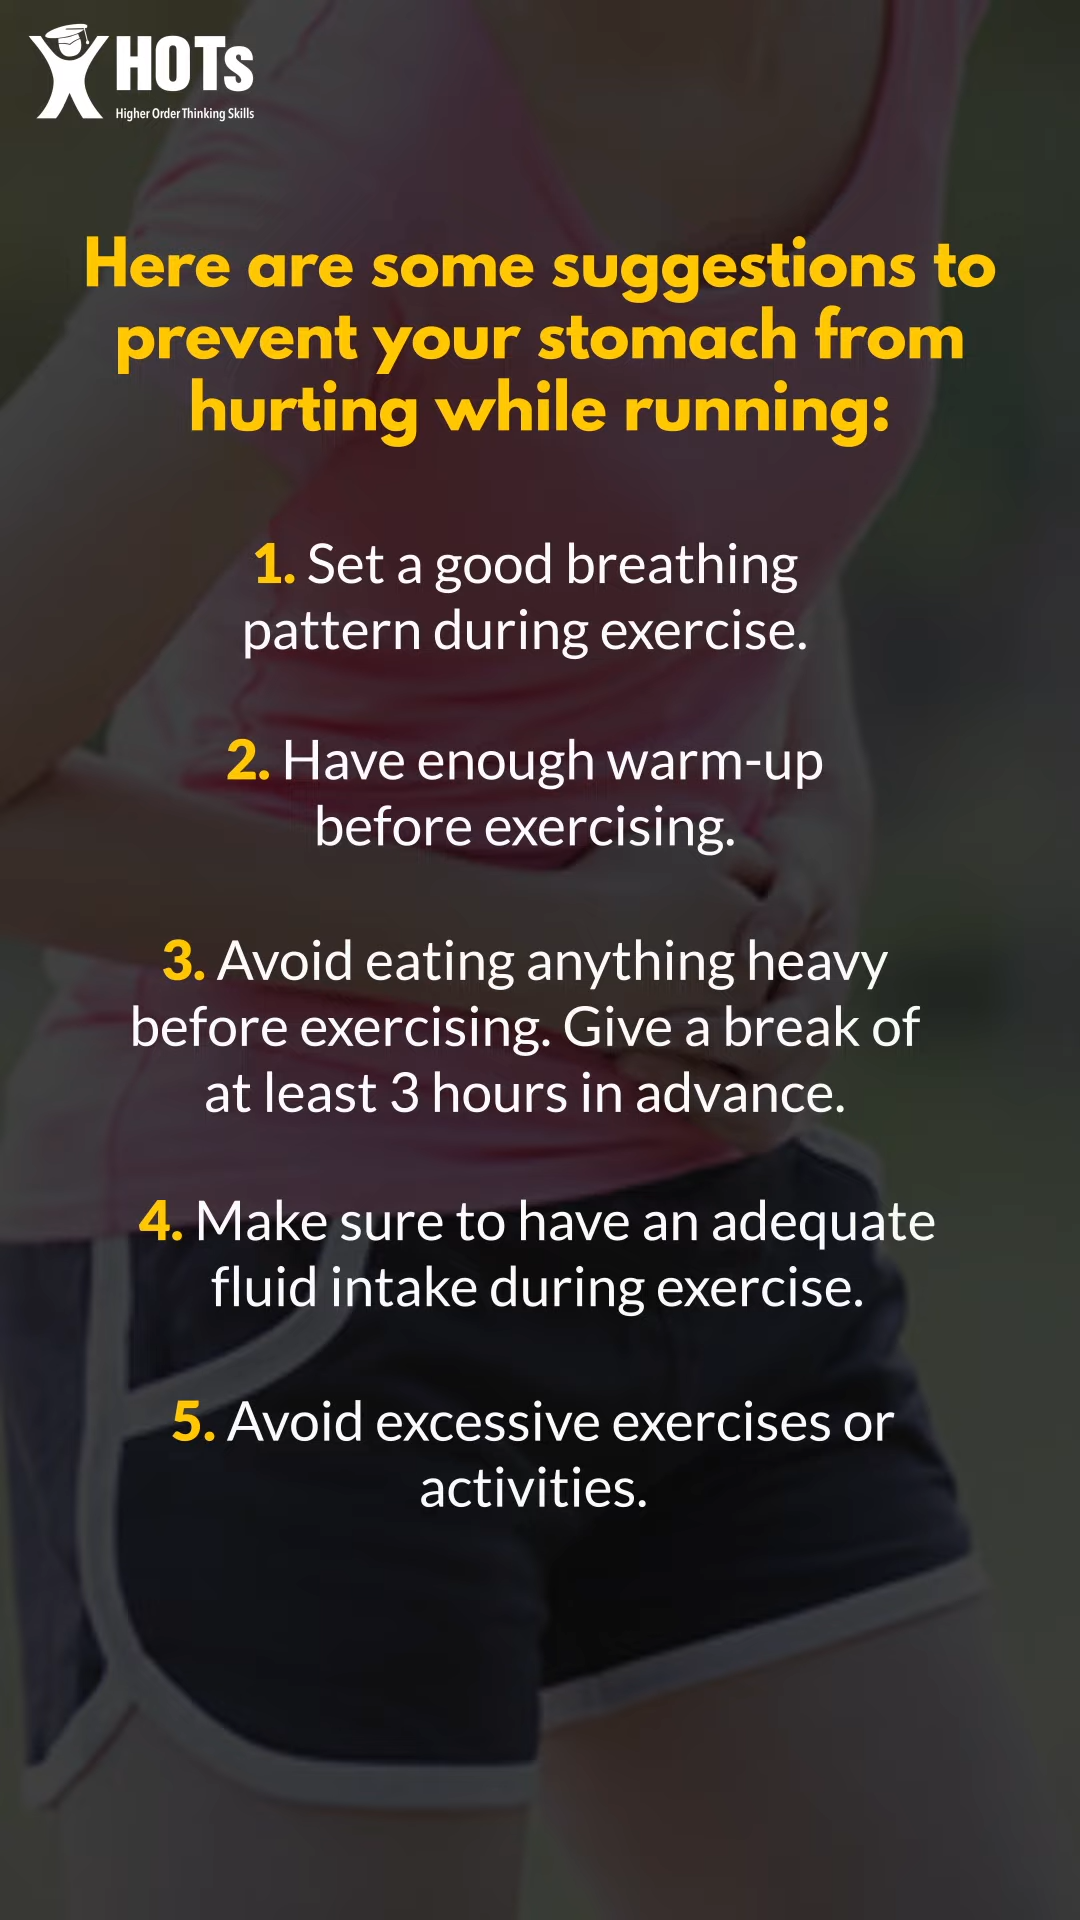 HOTs
Higher Order Thinking Skills
Here are some suggestions to
prevent your stomach from
hurting while running:
1. Set a good breathing
pattern during exercise.
2. Have enough warm-up
before exercising.
3. Avoid eating anything heavy
before exercising. Give a break of
at least 3 hours in advance.
4. Make sure to have an adequate
fluid intake during exercise.
5. Avoid excessive exercises or
activities.